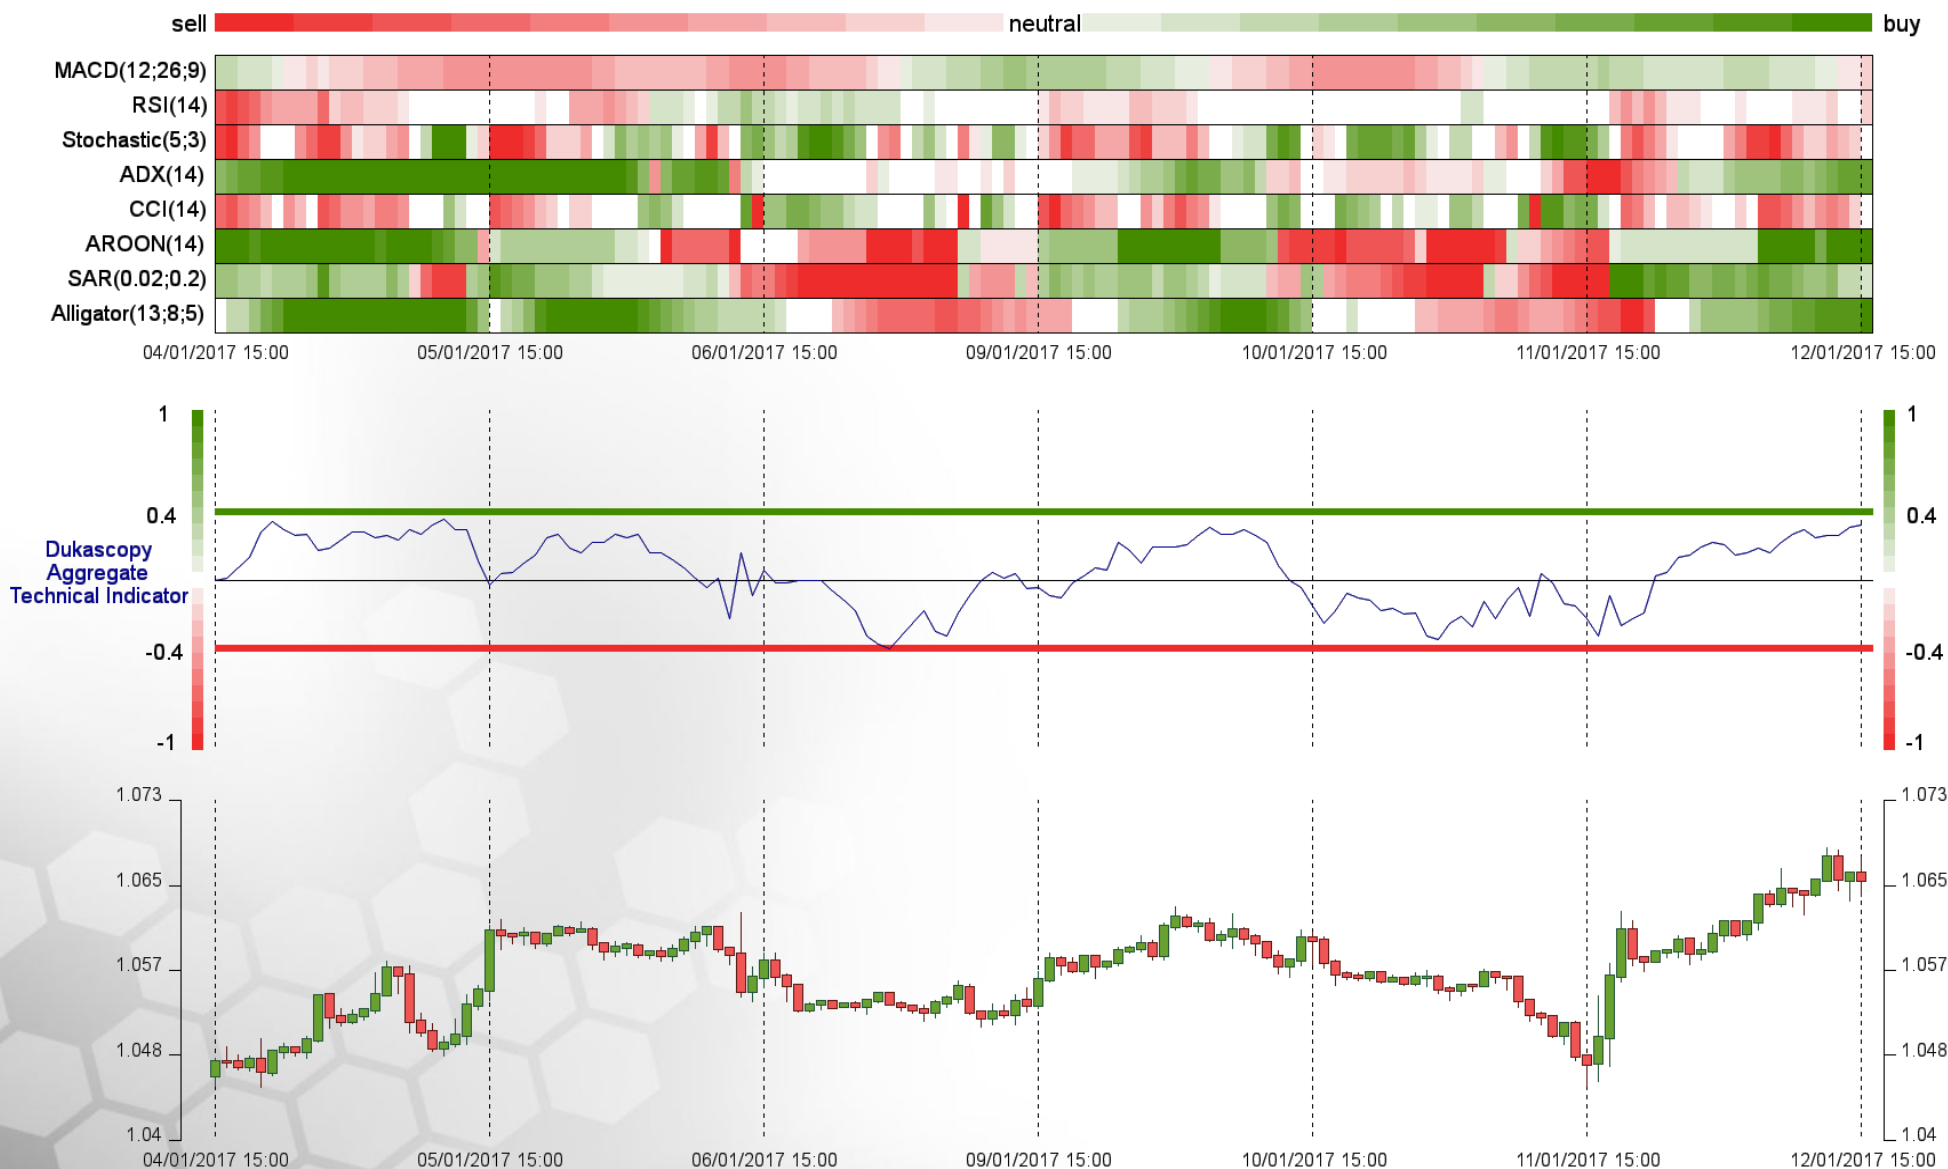 sell neutral buy
MACD(12;26;9)
RSI(14)
Stochastic(5;3)
ADX(14)
CCI(14)
AROON(14)
SAR(0.02;0.2)
Alligator(13;8;5)
04/01/2017 15:00 05/01/2017 15:00 06/01/2017 15:00 09/01/2017 15:00 10/01/2017 15:00 11/01/2017 15:00 12/01/2017 15:00
1 1
0.4 0.4
Dukascopy
Aggregate
Technical Indicator
-0.4 -0.4
-1 -1
1.073 1.073
1.065 1.065
1.057 1.057
1.048 1.048
1.04 1.04
04/01/2017 15:00 05/01/2017 15:00 06/01/2017 15:00 09/01/2017 15:00 10/01/2017 15:00 11/01/2017 15:00 12/01/2017 15:00